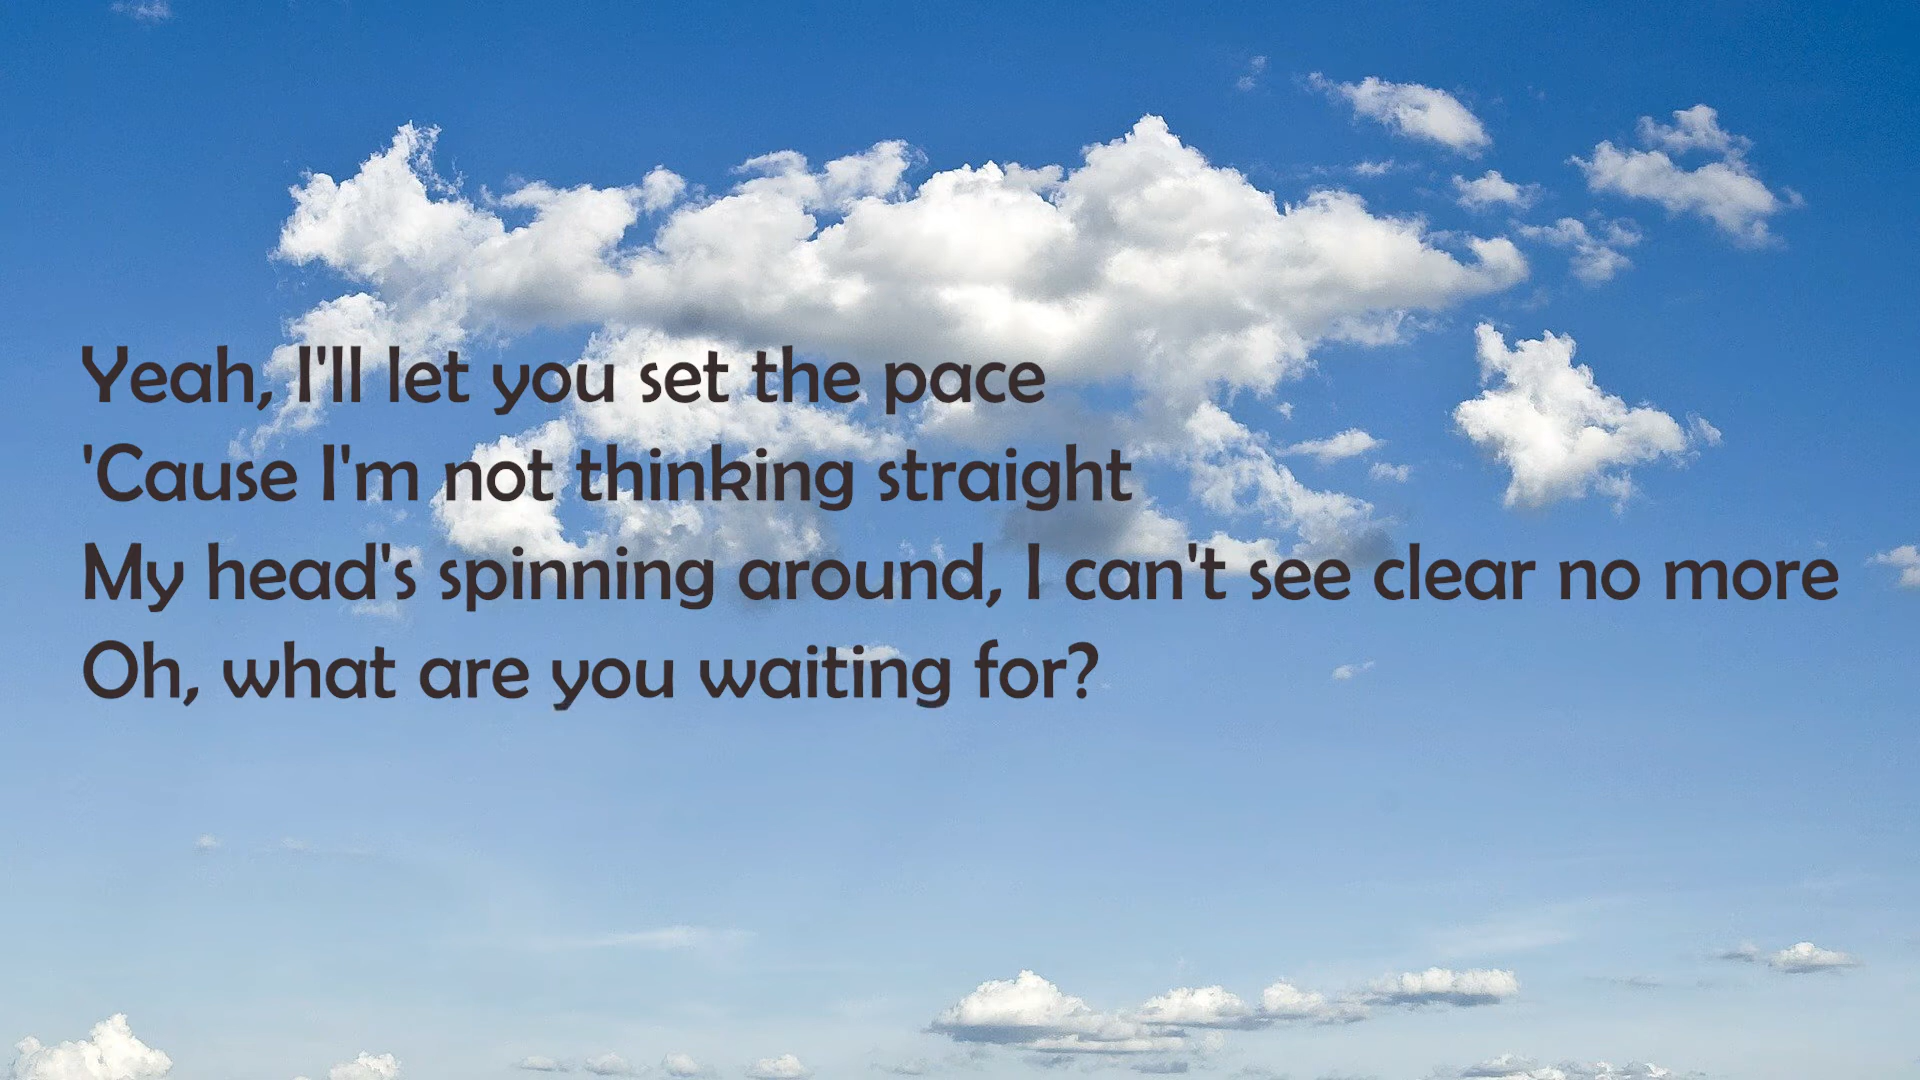 Yeah, I'll let you set the pace
'Cause I'm not thinking straight
My head's spinning around, I can't see clear no more
Oh, what are you waiting for?